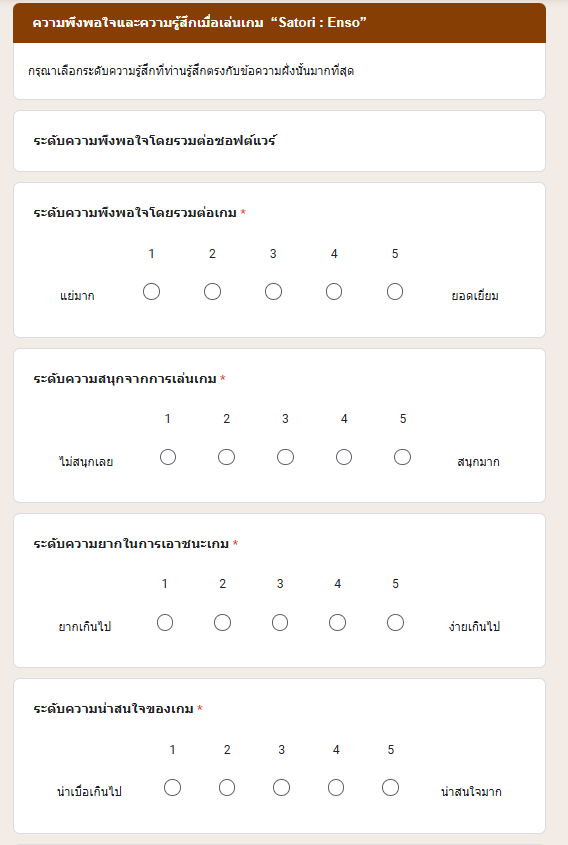 ความพึงพอใจและความรู้สึกเมื่อเล่นเกม “Satori : Enso”
กรุณาเลือกระดับความรู้สึกที่ท่านรู้สึกตรงกับข้อความฝั่งนั้นมากที่สุด
ระดับความพึงพอใจโดยรวมต่อซอฟต์แวร์
ระดับความพึงพอใจโดยรวมต่อเกม *
1 2 3 4 5
แย่มาก ยอดเยี่ยม
ระดับความสนุกจากการเล่นเกม *
1 2 3 4 5
ไม่สนุกเลย สนุกมาก
ระดับความยากในการเอาชนะเกม *
1 2 3 4 5
ยากเกินไป ง่ายเกินไป
ระดับความน่าสนใจของเกม *
1 2 3 4 5
น่าเบื่อเกินไป น่าสนใจมาก